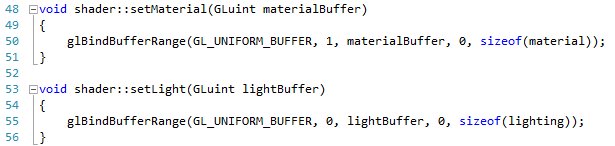 48 void shader::setMaterial(GLuint materialBuffer)
49 {
50 glBindBufferRange(GL_UNIFORM_BUFFER, 1, materialBuffer, 0, sizeof(material));
51 }
52
53 void shader::setLight(GLuint lightBuffer)
54 {
55 glBindBufferRange(GL_UNIFORM_BUFFER, 0, lightBuffer, 0, sizeof(lighting));
56 }